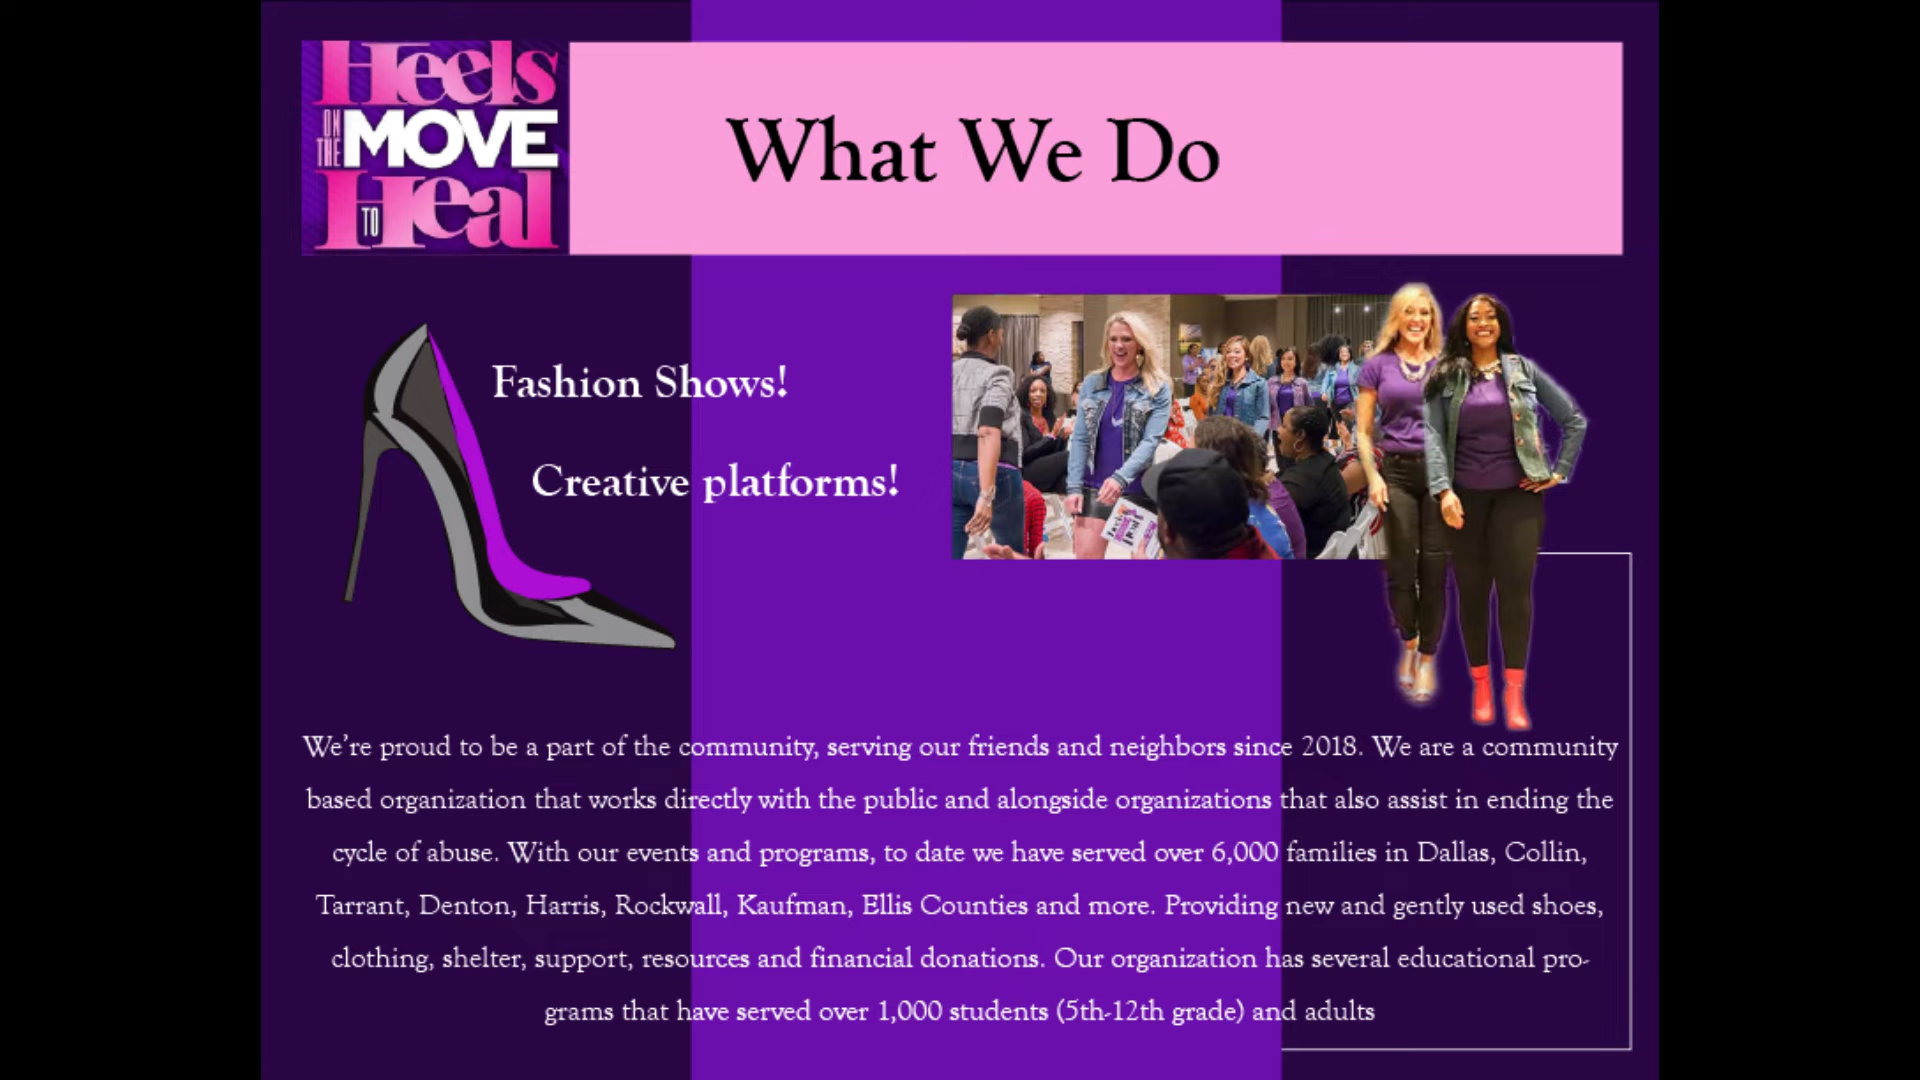 Heels
ON THE MOVE
TO Heal
What We Do
Fashion Shows!
Creative platforms!
We're proud to be a part of the community, serving our friends and neighbors since 2018. We are a community
based organization that works directly with the public and alongside organizations that also assist in ending the
cycle of abuse. With our events and programs, to date we have served over 6,000 families in Dallas, Collin,
Tarrant, Denton, Harris, Rockwall, Kaufman, Ellis Counties and more. Providing new and gently used shoes,
clothing, shelter, support, resources and financial donations. Our organization has several educational pro-
grams that have served over 1,000 students (5th-12th grade) and adults